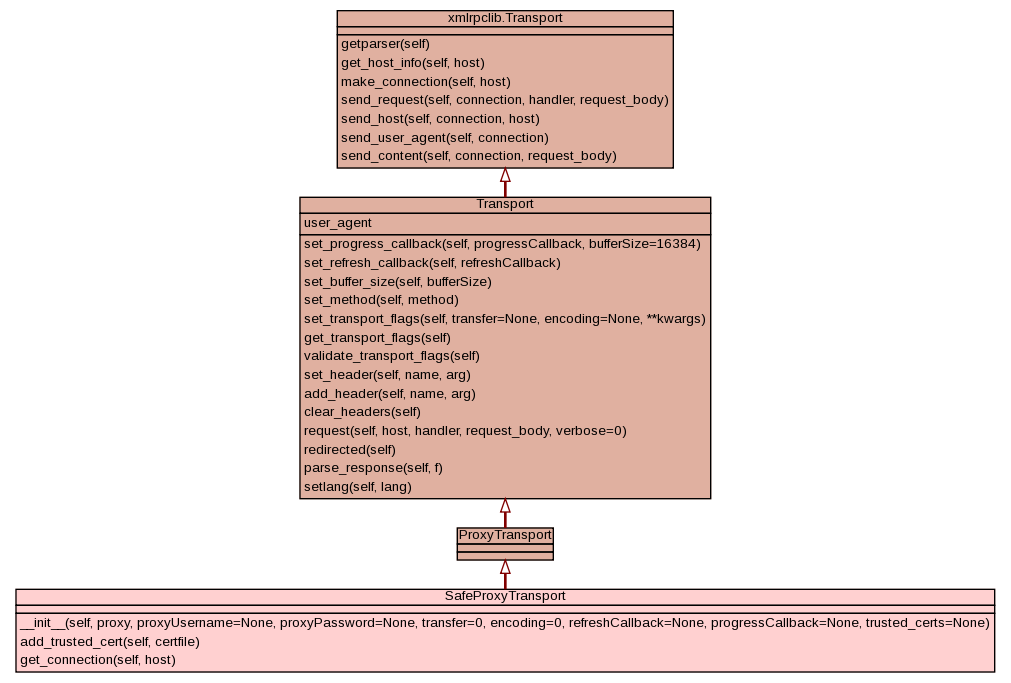 xmlrpclib.Transport
getparser(self)
get_host_info(self, host)
make_connection(self, host)
send_request(self, connection, handler, request_body)
send_host(self, connection, host)
send_user_agent(self, connection)
send_content(self, connection, request_body)
Transport
user_agent
set_progress_callback(self, progressCallback, bufferSize=16384)
set_refresh_callback(self, refreshCallback)
set_buffer_size(self, bufferSize)
set_method(self, method)
set_transport_flags(self, transfer=None, encoding=None, **kwargs)
get_transport_flags(self)
validate_transport_flags(self)
set_header(self, name, arg)
add_header(self, name, arg)
clear_headers(self)
request(self, host, handler, request_body, verbose=0)
redirected(self)
parse_response(self, f)
setlang(self, lang)
ProxyTransport
SafeProxyTransport
__init__(self, proxy, proxyUsername=None, proxyPassword=None, transfer=0, encoding=0, refreshCallback=None, progressCallback=None, trusted_certs=None)
add_trusted_cert(self, certfile)
get_connection(self, host)